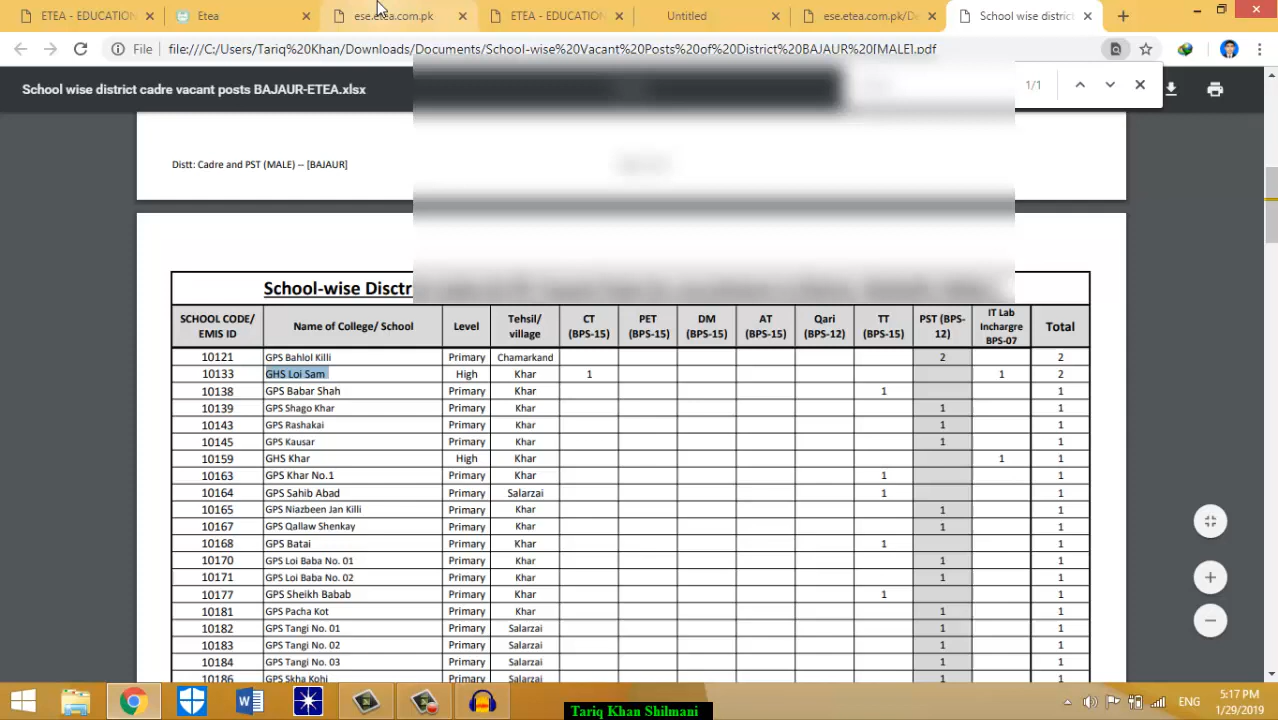 ETEA - EDUCATION Etea ese.etea.com.pk ETEA - EDUCATION Untitled ese.etea.com.pk/De School wise distric
File file:///C:/Users/Tariq%20Khan/Downloads/Documents/School-wise%20Vacant%20Posts%20of%20District%20BAJAUR%20[MALE].pdf
School wise district cadre vacant posts BAJAUR-ETEA.xlsx 1/1
Distt: Cadre and PST (MALE) -- [BAJAUR]
School-wise Disctr
SCHOOL CODE/ EMIS ID Name of College/ School Level Tehsil/ village CT (BPS-15) PET (BPS-15) DM (BPS-15) AT (BPS-15) Qari (BPS-12) TT (BPS-15) PST (BPS-12) IT Lab Inchargre BPS-07 Total
10121 GPS Bahlol Killi Primary Chamarkand 2 2
10133 GHS Loi Sam High Khar 1 1 2
10138 GPS Babar Shah Primary Khar 1 1
10139 GPS Shago Khar Primary Khar 1 1
10143 GPS Rashakai Primary Khar 1 1
10145 GPS Kausar Primary Khar 1 1
10159 GHS Khar High Khar 1 1
10163 GPS Khar No.1 Primary Khar 1 1
10164 GPS Sahib Abad Primary Salarzai 1 1
10165 GPS Niazbeen Jan Killi Primary Khar 1 1
10167 GPS Qallaw Shenkay Primary Khar 1 1
10168 GPS Batai Primary Khar 1 1
10170 GPS Loi Baba No. 01 Primary Khar 1 1
10171 GPS Loi Baba No. 02 Primary Khar 1 1
10177 GPS Sheikh Babab Primary Khar 1 1
10181 GPS Pacha Kot Primary Khar 1 1
10182 GPS Tangi No. 01 Primary Salarzai 1 1
10183 GPS Tangi No. 02 Primary Salarzai 1 1
10184 GPS Tangi No. 03 Primary Salarzai 1 1
10186 GPS Skha Kohi Primary Salarzai 1 1
ENG 5:17 PM
1/29/2019
Tariq Khan Shilmani